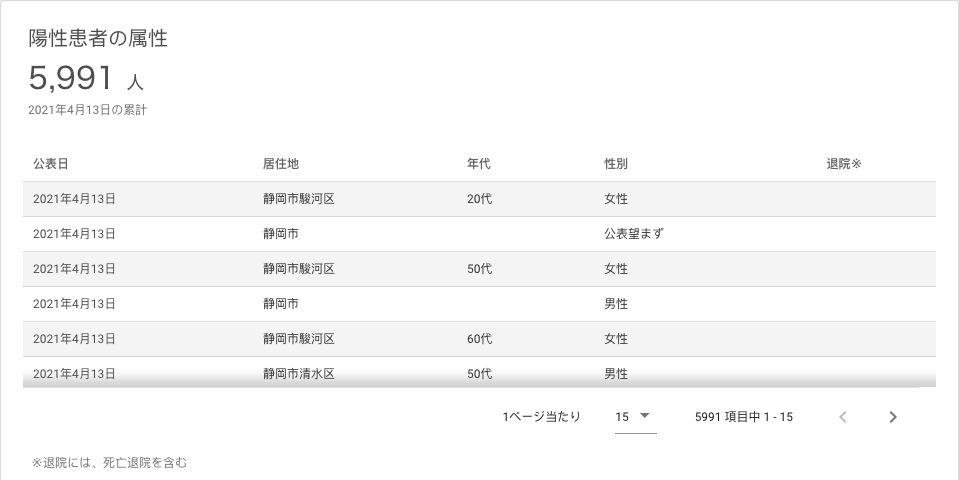 陽性患者の属性
5,991 人
2021年4月13日の累計
公表日 居住地 年代 性別 退院※
2021年4月13日 静岡市駿河区 20代 女性
2021年4月13日 静岡市 公表望まず
2021年4月13日 静岡市駿河区 50代 女性
2021年4月13日 静岡市 男性
2021年4月13日 静岡市駿河区 60代 女性
2021年4月13日 静岡市清水区 50代 男性
1ページ当たり 15 5991 項目中 1 - 15
※退院には、死亡退院を含む